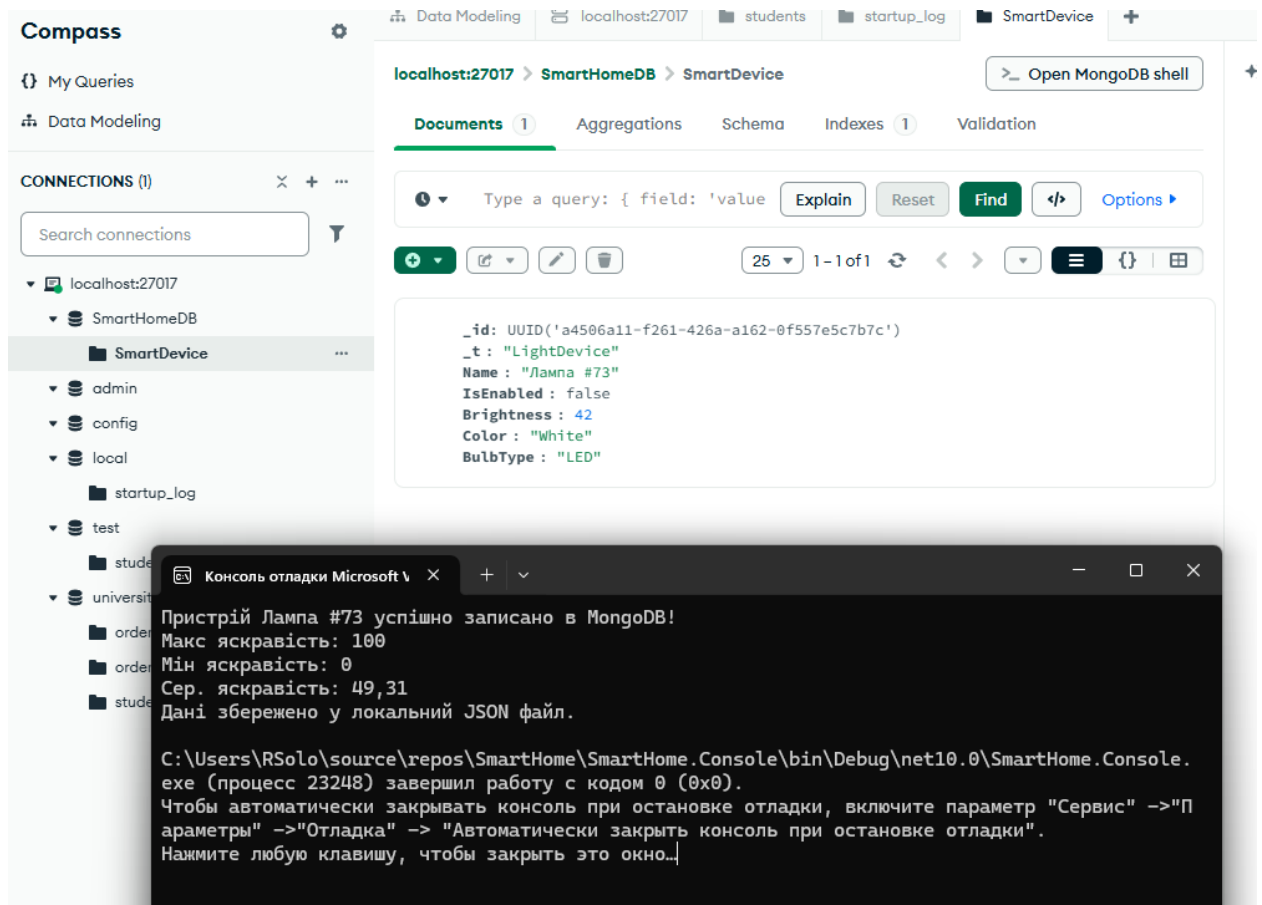 Compass
My Queries
Data Modeling
CONNECTIONS (1)
Search connections
localhost:27017
SmartHomeDB
SmartDevice
admin
config
local
startup_log
test
stude
universit
order
order
stude
Data Modeling localhost:27017 students startup_log SmartDevice
localhost:27017 > SmartHomeDB > SmartDevice >_ Open MongoDB shell
Documents 1 Aggregations Schema Indexes 1 Validation
Type a query: { field: 'value Explain Reset Find </> Options
25 1–1 of 1 {}
_id: UUID('a4506a11-f261-426a-a162-0f557e5c7b7c')
_t : "LightDevice"
Name : "Лампа #73"
IsEnabled : false
Brightness : 42
Color : "White"
BulbType : "LED"
Консоль отладки Microsoft V
Пристрій Лампа #73 успішно записано в MongoDB!
Макс яскравість: 100
Мін яскравість: 0
Сер. яскравість: 49,31
Дані збережено у локальний JSON файл.
C:\Users\RSolo\source\repos\SmartHome\SmartHome.Console\bin\Debug\net10.0\SmartHome.Console.
exe (процесс 23248) завершил работу с кодом 0 (0x0).
Чтобы автоматически закрывать консоль при остановке отладки, включите параметр "Сервис" ->"П
араметры" ->"Отладка" -> "Автоматически закрыть консоль при остановке отладки".
Нажмите любую клавишу, чтобы закрыть это окно…